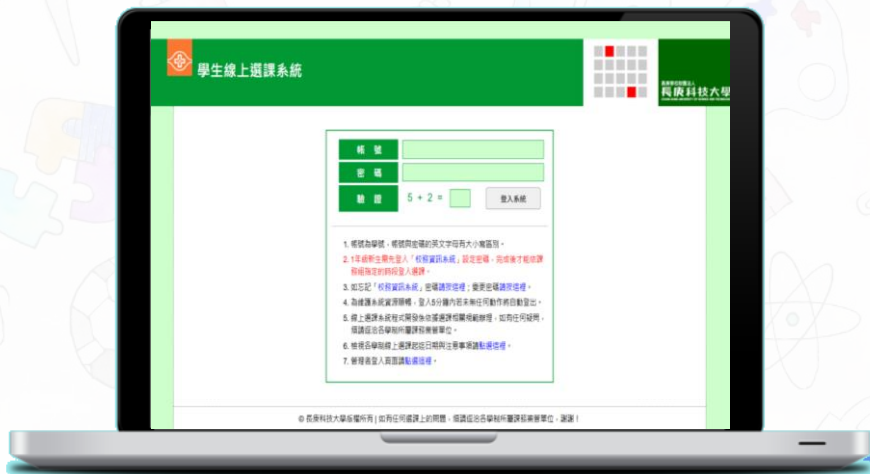 學生線上選課系統
長庚科技大學
帳 號
密 碼
驗 證 5 + 2 = 登入系統
1. 帳號為學號，帳號與密碼的英文字母有大小寫區別。
2. 1年級新生需先登入「校務資訊系統」設定密碼，完成後才能依課
務組指定的時段登入選課。
3. 如忘記「校務資訊系統」密碼請按這裡；變更密碼請按這裡。
4. 為維護系統資源順暢，登入5分鐘內若未無任何動作將自動登出。
5. 線上選課系統程式開發係依據選課相關規範辦理，如有任何疑問，
煩請逕洽各學制所屬課務業管單位。
6. 檢視各學制線上選課起訖日期與注意事項請點選這裡。
7. 管理者登入頁面請點選這裡。
© 長庚科技大學版權所有 | 如有任何選課上的問題，煩請逕洽各學制所屬課務業管單位，謝謝！